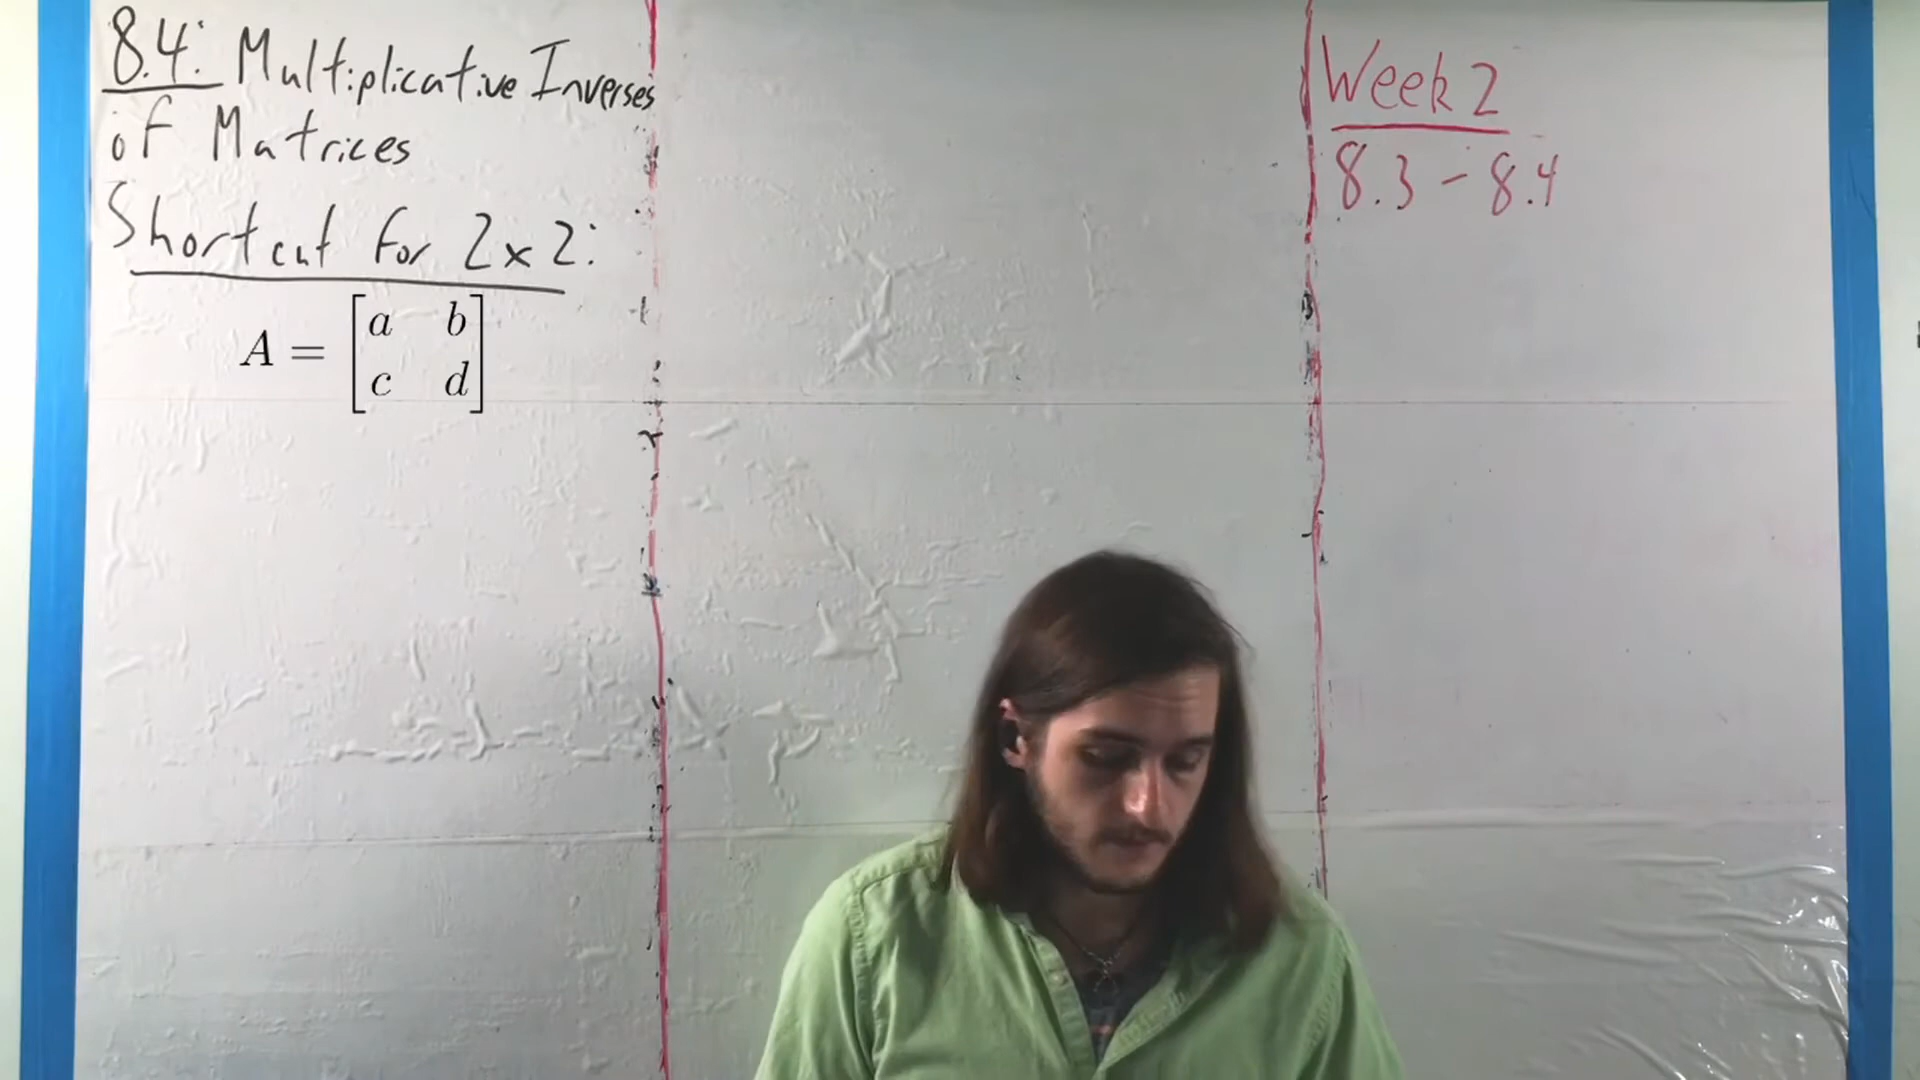 8.4: Multiplicative Inverses
of Matrices
Shortcut for 2x2:
A = [a b
c d]
Week 2
8.3 - 8.4